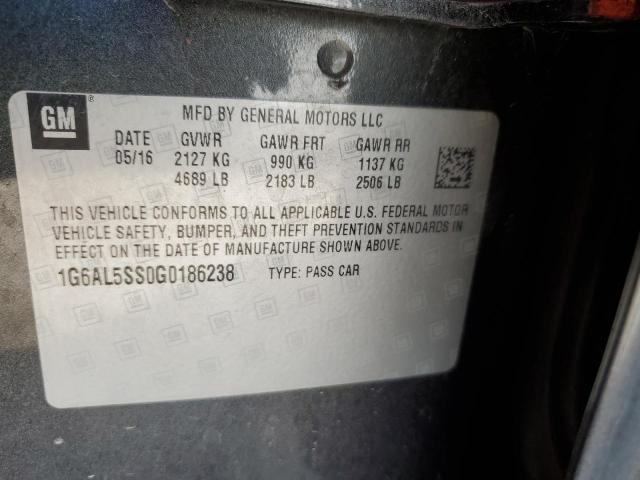 GM ®
MFD BY GENERAL MOTORS LLC
DATE GVWR GAWR FRT GAWR RR
05/16 2127 KG 990 KG 1137 KG
4689 LB 2183 LB 2506 LB
THIS VEHICLE CONFORMS TO ALL APPLICABLE U.S. FEDERAL MOTOR
VEHICLE SAFETY, BUMPER, AND THEFT PREVENTION STANDARDS IN
EFFECT ON THE DATE OF MANUFACTURE SHOWN ABOVE.
1G6AL5SS0G0186238 TYPE: PASS CAR